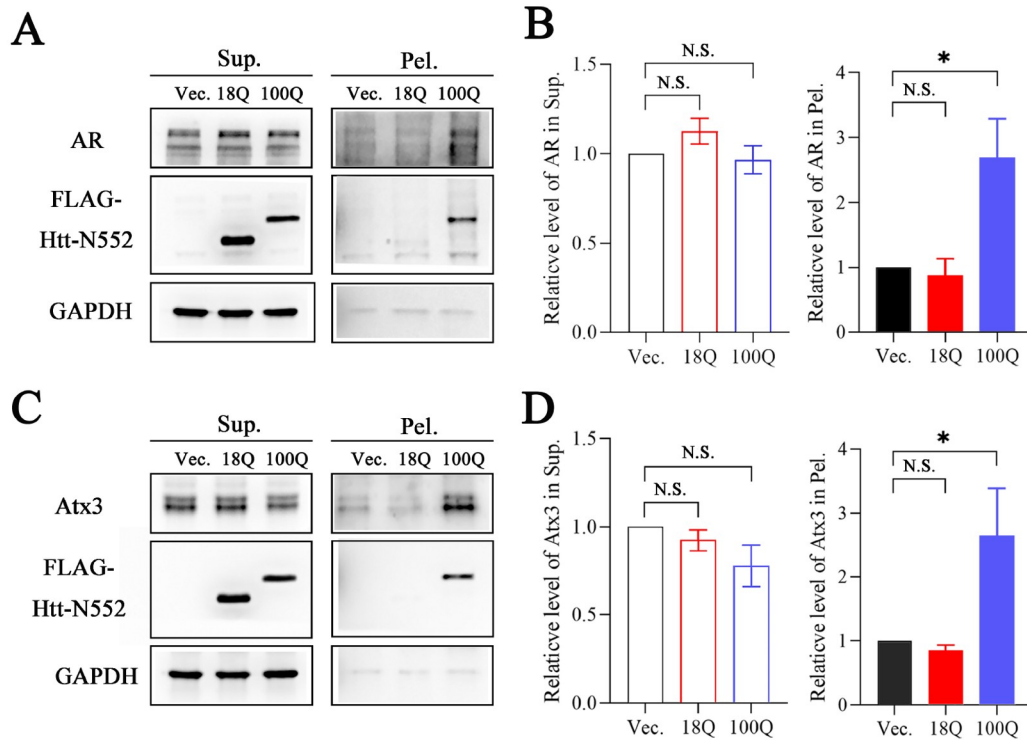 A
Sup.
Pel.
Vec. 18Q 100Q
Vec. 18Q 100Q
AR
FLAG-
Htt-N552
GAPDH
B
Relaticve level of AR in Sup.
1.5
1.0
0.5
0.0
N.S.
N.S.
Vec. 18Q 100Q
Relaticve level of AR in Pel.
4
3
2
1
0
*
N.S.
Vec. 18Q 100Q
C
Sup.
Pel.
Vec. 18Q 100Q
Vec. 18Q 100Q
Atx3
FLAG-
Htt-N552
GAPDH
D
Relaticve level of Atx3 in Sup.
1.5
1.0
0.5
0.0
N.S.
N.S.
Vec. 18Q 100Q
Relaticve level of Atx3 in Pel.
4
3
2
1
0
*
N.S.
Vec. 18Q 100Q